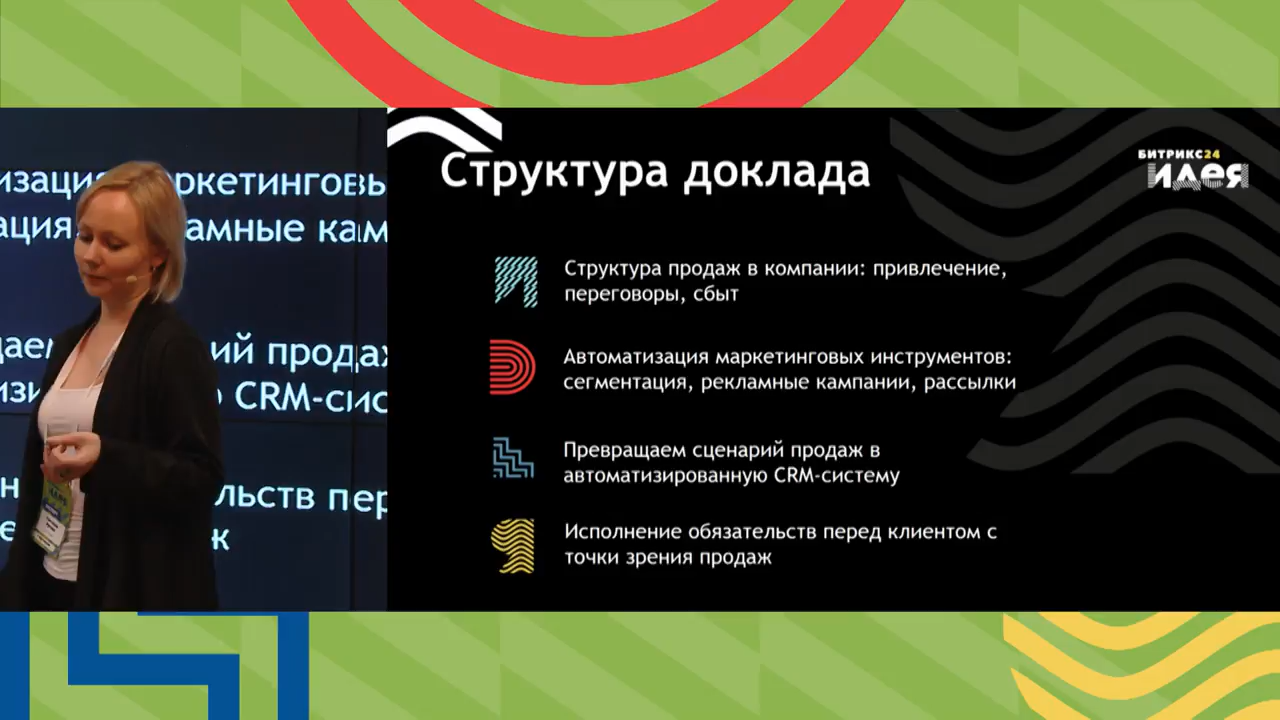 Структура доклада
БИТРИКС24
идея
Структура продаж в компании: привлечение,
переговоры, сбыт
Автоматизация маркетинговых инструментов:
сегментация, рекламные кампании, рассылки
Превращаем сценарий продаж в
автоматизированную CRM-систему
Исполнение обязательств перед клиентом с
точки зрения продаж